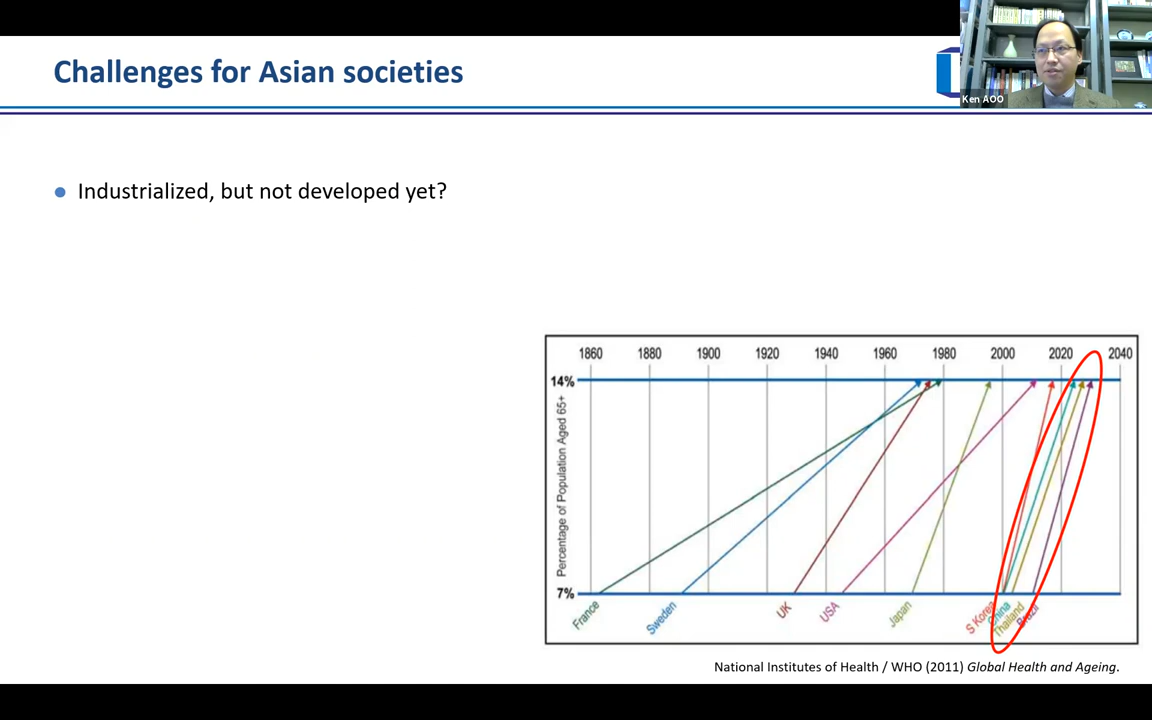 Challenges for Asian societies
Ken AOO
Industrialized, but not developed yet?
1860 1880 1900 1920 1940 1960 1980 2000 2020 2040
14%
Percentage of Population Aged 65+
7%
France Sweden UK USA Japan S Korea China Thailand Brazil
National Institutes of Health / WHO (2011) Global Health and Ageing.